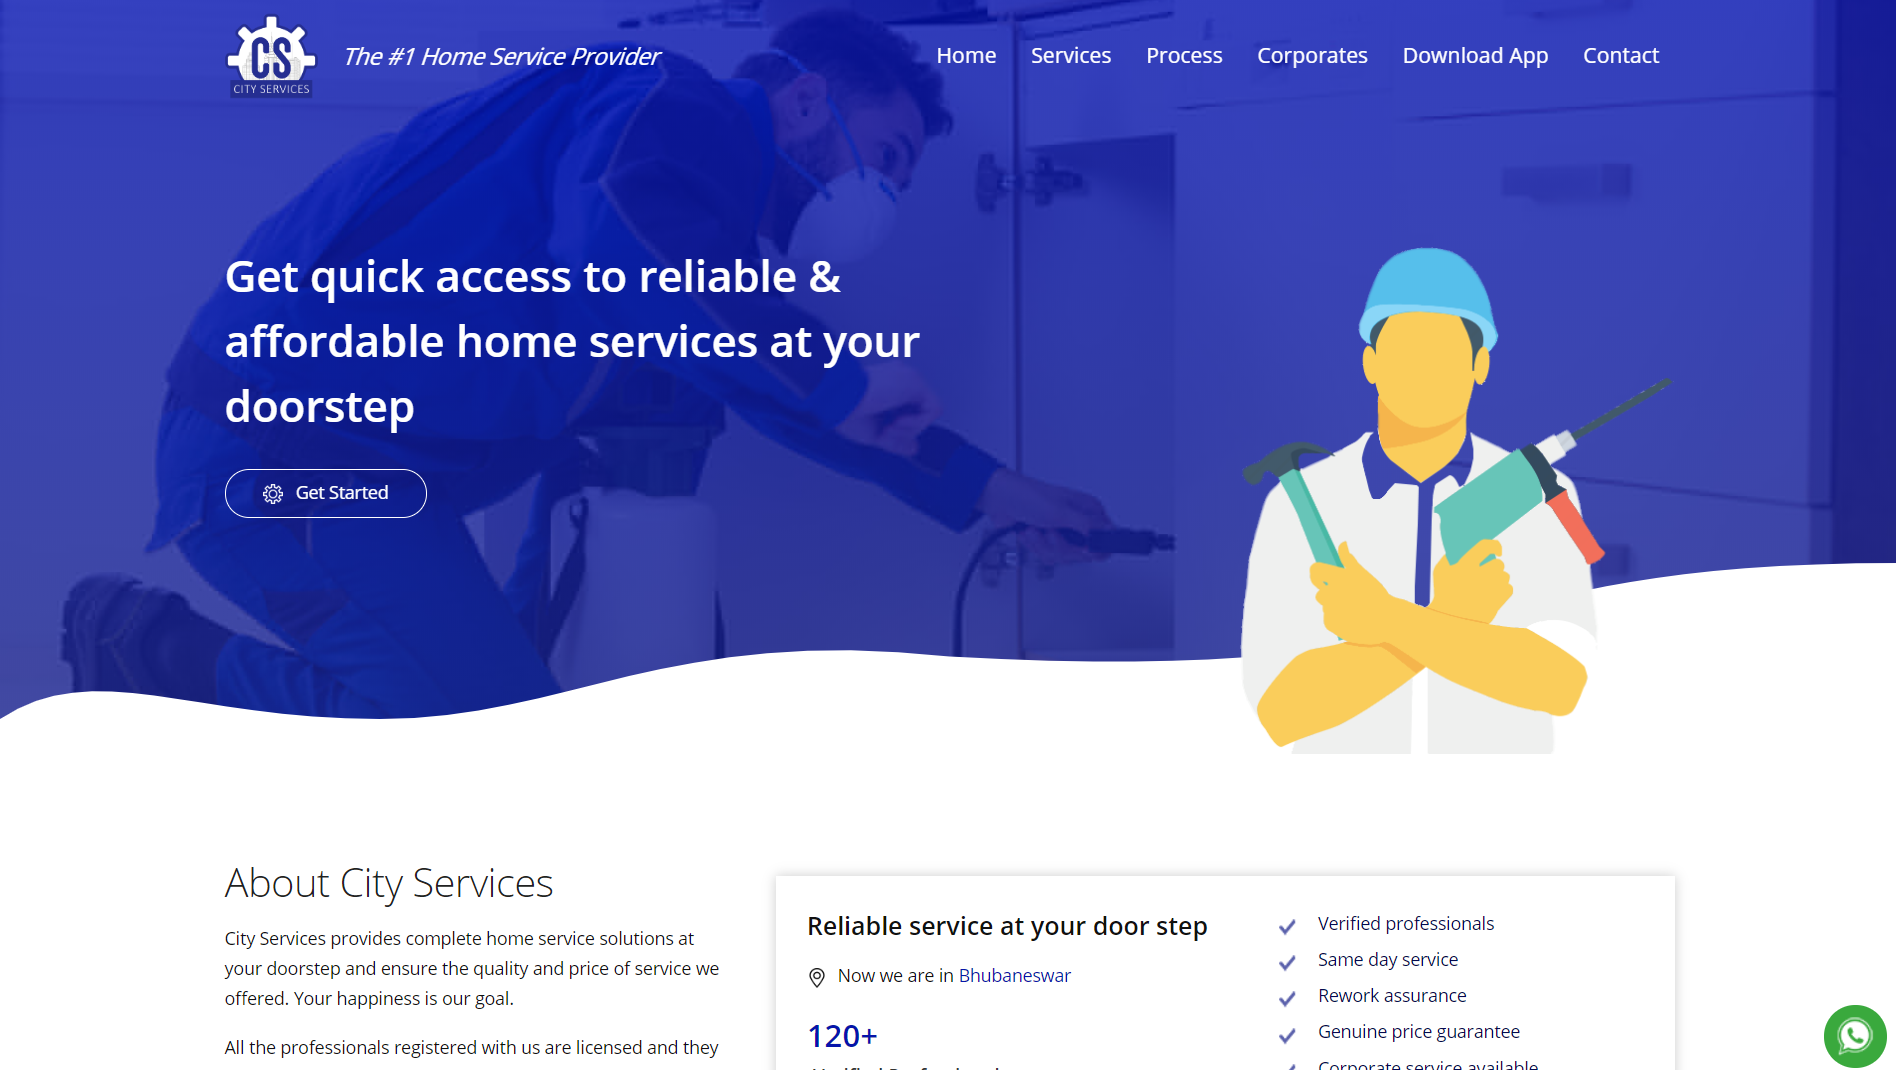 CS
CITY SERVICES
The #1 Home Service Provider
Home Services Process Corporates Download App Contact
Get quick access to reliable &
affordable home services at your
doorstep
Get Started
About City Services
City Services provides complete home service solutions at
your doorstep and ensure the quality and price of service we
offered. Your happiness is our goal.
All the professionals registered with us are licensed and they
Reliable service at your door step
Now we are in Bhubaneswar
120+
Verified professionals
Same day service
Rework assurance
Genuine price guarantee
Corporate service available